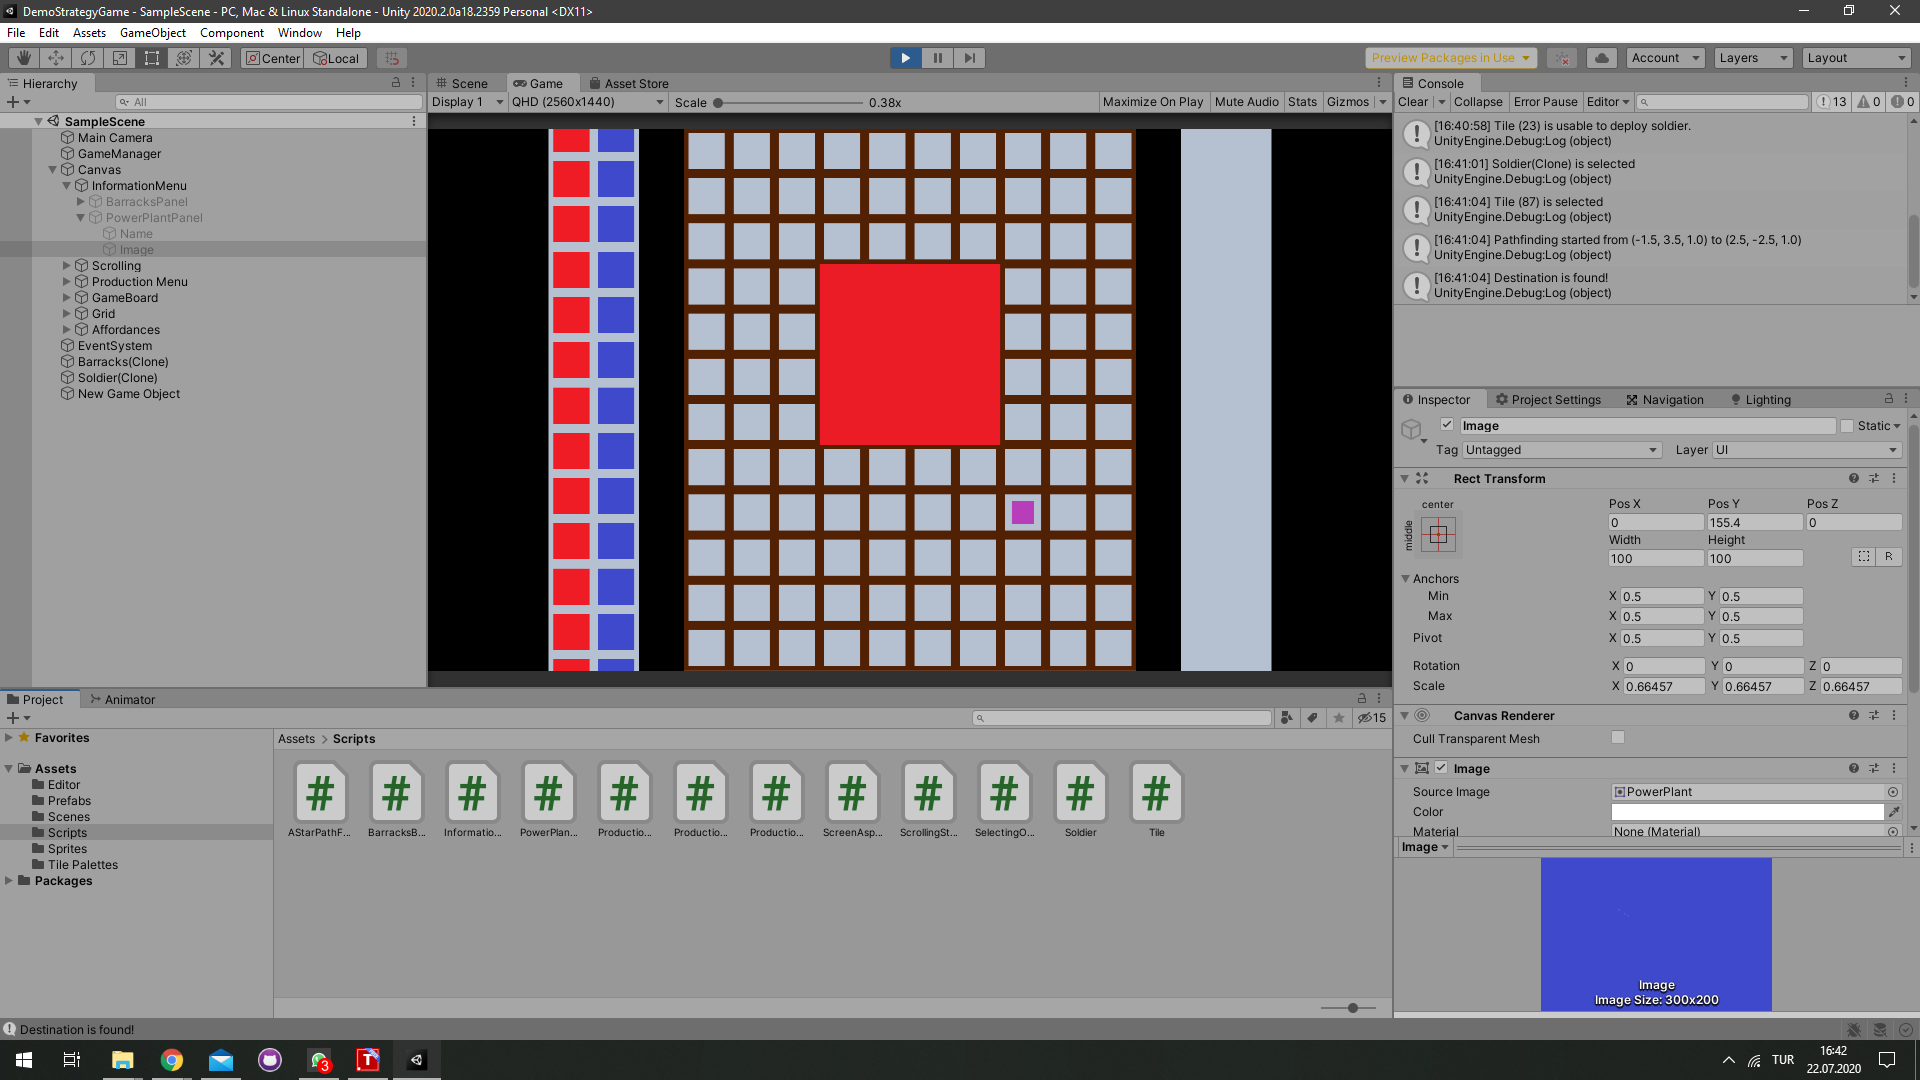 DemoStrategyGame - SampleScene - PC, Mac & Linux Standalone - Unity 2020.2.0a18.2359 Personal <DX11>
File Edit Assets GameObject Component Window Help
Center Local Preview Packages in Use Account Layers Layout
Hierarchy
All
SampleScene
Main Camera
GameManager
Canvas
InformationMenu
BarracksPanel
PowerPlantPanel
Name
Image
Scrolling
Production Menu
GameBoard
Grid
Affordances
EventSystem
Barracks(Clone)
Soldier(Clone)
New Game Object
Scene Game Asset Store
Display 1 QHD (2560x1440) Scale 0.38x Maximize On Play Mute Audio Stats Gizmos
Console
Clear Collapse Error Pause Editor 13 0 0
[16:40:58] Tile (23) is usable to deploy soldier.
UnityEngine.Debug:Log (object)
[16:41:01] Soldier(Clone) is selected
UnityEngine.Debug:Log (object)
[16:41:04] Tile (87) is selected
UnityEngine.Debug:Log (object)
[16:41:04] Pathfinding started from (-1.5, 3.5, 1.0) to (2.5, -2.5, 1.0)
UnityEngine.Debug:Log (object)
[16:41:04] Destination is found!
UnityEngine.Debug:Log (object)
Inspector Project Settings Navigation Lighting
Image Static
Tag Untagged Layer UI
Rect Transform
center
middle
Pos X Pos Y Pos Z
0 155.4 0
Width Height
100 100 R
Anchors
Min X 0.5 Y 0.5
Max X 0.5 Y 0.5
Pivot X 0.5 Y 0.5
Rotation X 0 Y 0 Z 0
Scale X 0.66457 Y 0.66457 Z 0.66457
Canvas Renderer
Cull Transparent Mesh
Image
Source Image PowerPlant
Color
Material None (Material)
Image
Image
Image Size: 300x200
Project Animator
15
Favorites
Assets
Editor
Prefabs
Scenes
Scripts
Sprites
Tile Palettes
Packages
Assets > Scripts
AStarPathF... BarracksB... Informatio... PowerPlan... Productio... Productio... Productio... ScreenAsp... ScrollingSt... SelectingO... Soldier Tile
Destination is found!
3
T
TUR
16:42
22.07.2020